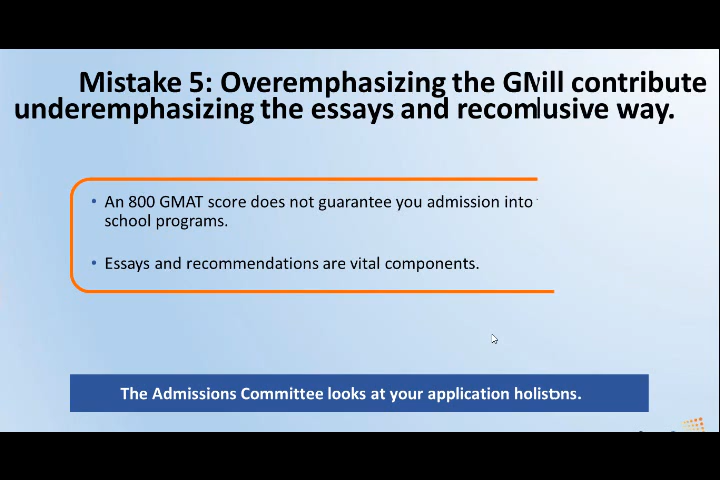 Mistake 5: Overemphasizing the GMill contribute
underemphasizing the essays and recomlusive way.
• An 800 GMAT score does not guarantee you admission into
school programs.
• Essays and recommendations are vital components.
The Admissions Committee looks at your application